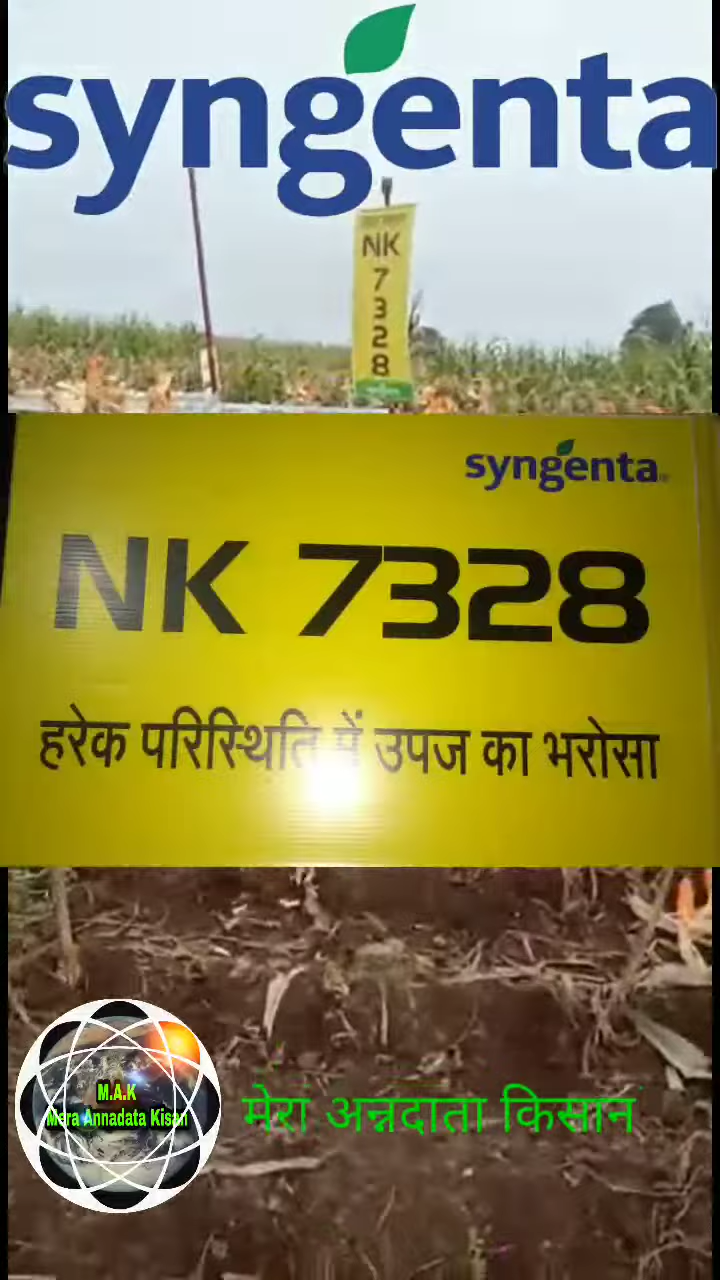 syngenta
NK
7
3
2
8
syngenta
NK 7328
हरेक परिस्थिति में उपज का भरोसा
M.A.K
Mera Annadata Kisan
मेरा अन्नदाता किसान